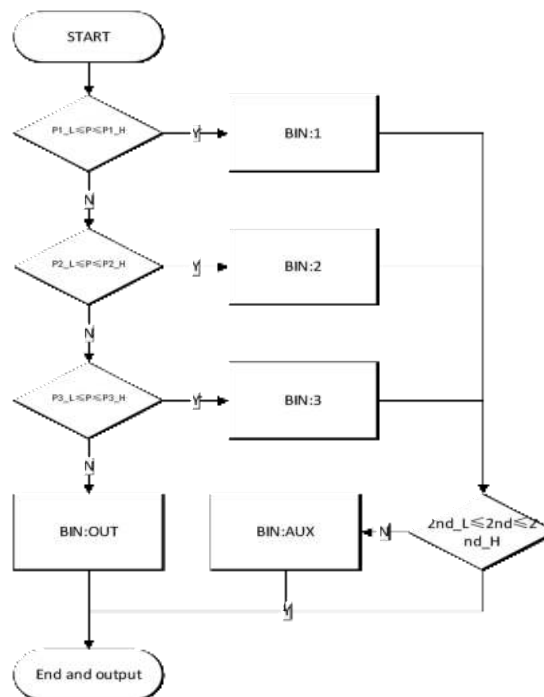 START
P1_L≤P≤P1_H
Y
BIN:1
N
P2_L≤P≤P2_H
Y
BIN:2
N
P3_L≤P≤P3_H
Y
BIN:3
N
BIN:OUT
BIN:AUX
N
2nd_L≤2nd≤2
nd_H
Y
End and output